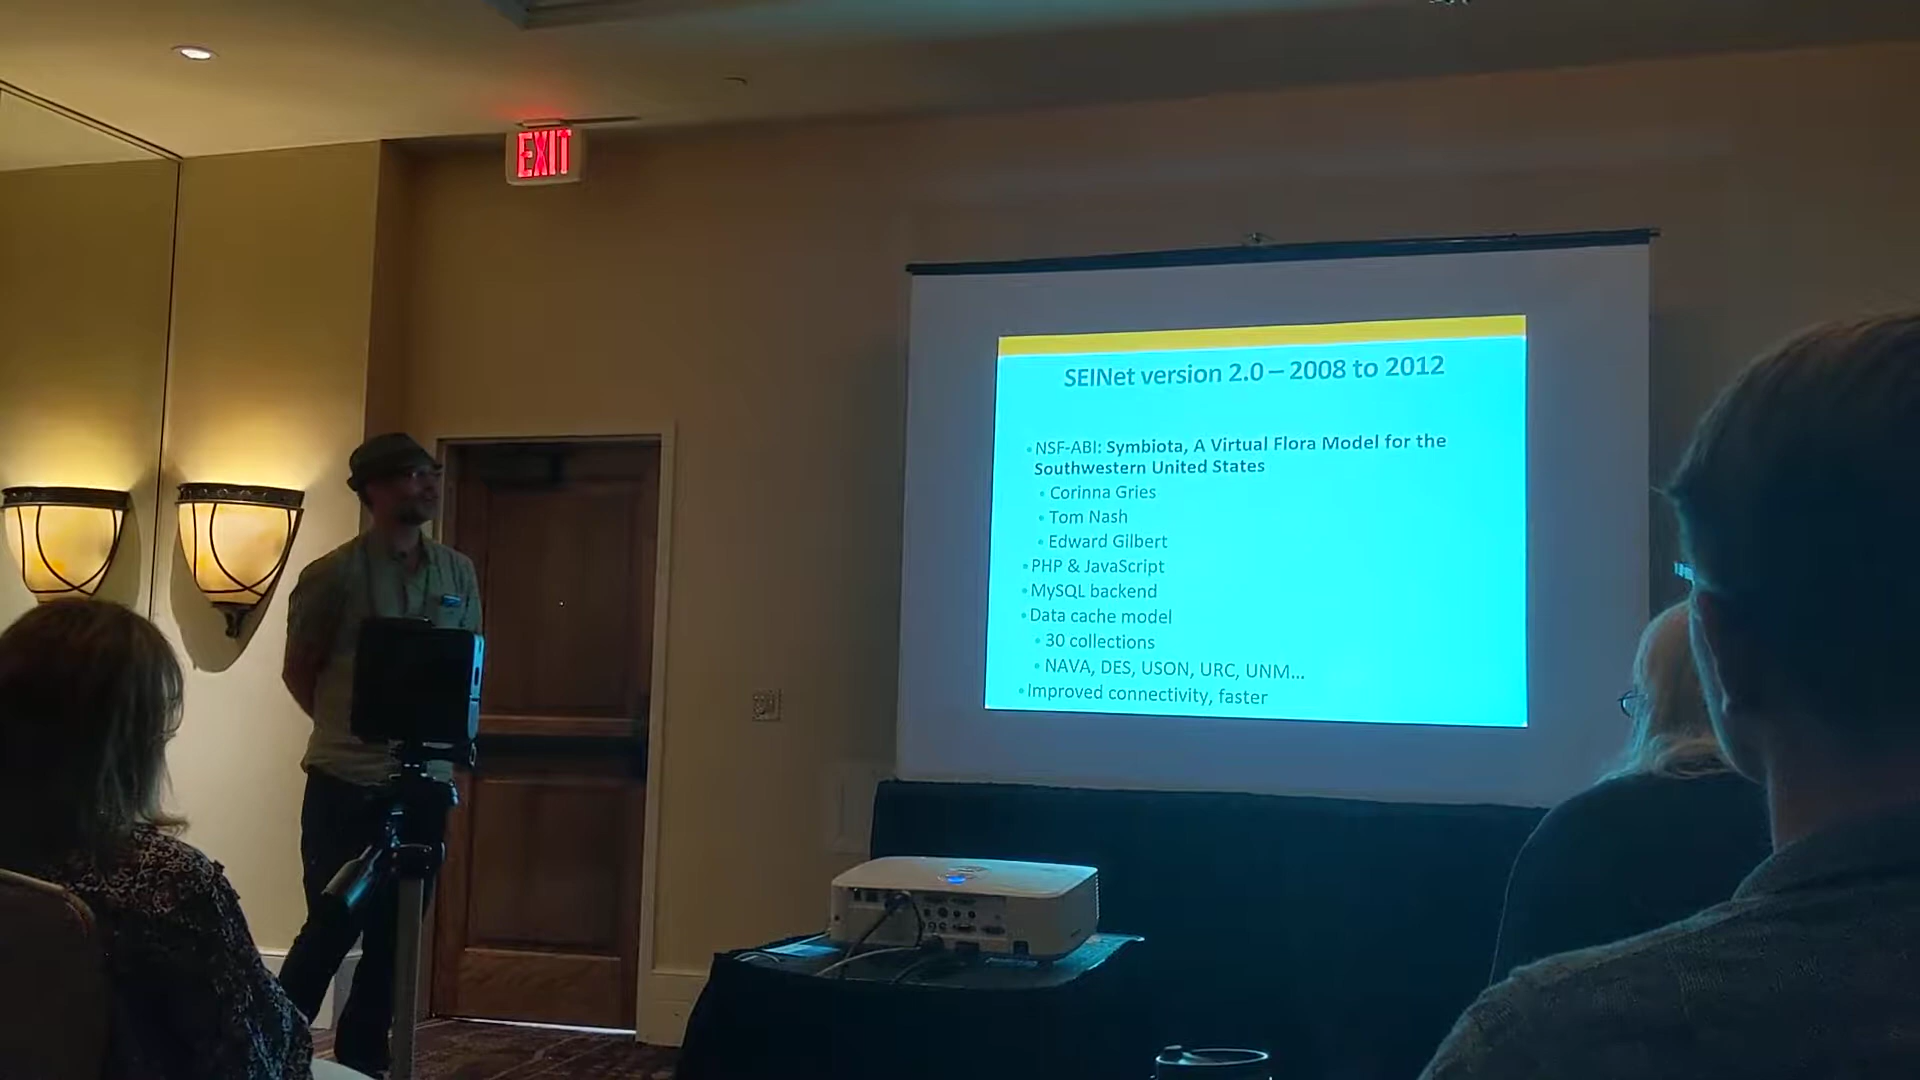 EXIT
SEINet version 2.0 – 2008 to 2012
• NSF-ABI: Symbiota, A Virtual Flora Model for the
Southwestern United States
• Corinna Gries
• Tom Nash
• Edward Gilbert
• PHP & JavaScript
• MySQL backend
• Data cache model
• 30 collections
• NAVA, DES, USON, URC, UNM...
• Improved connectivity, faster